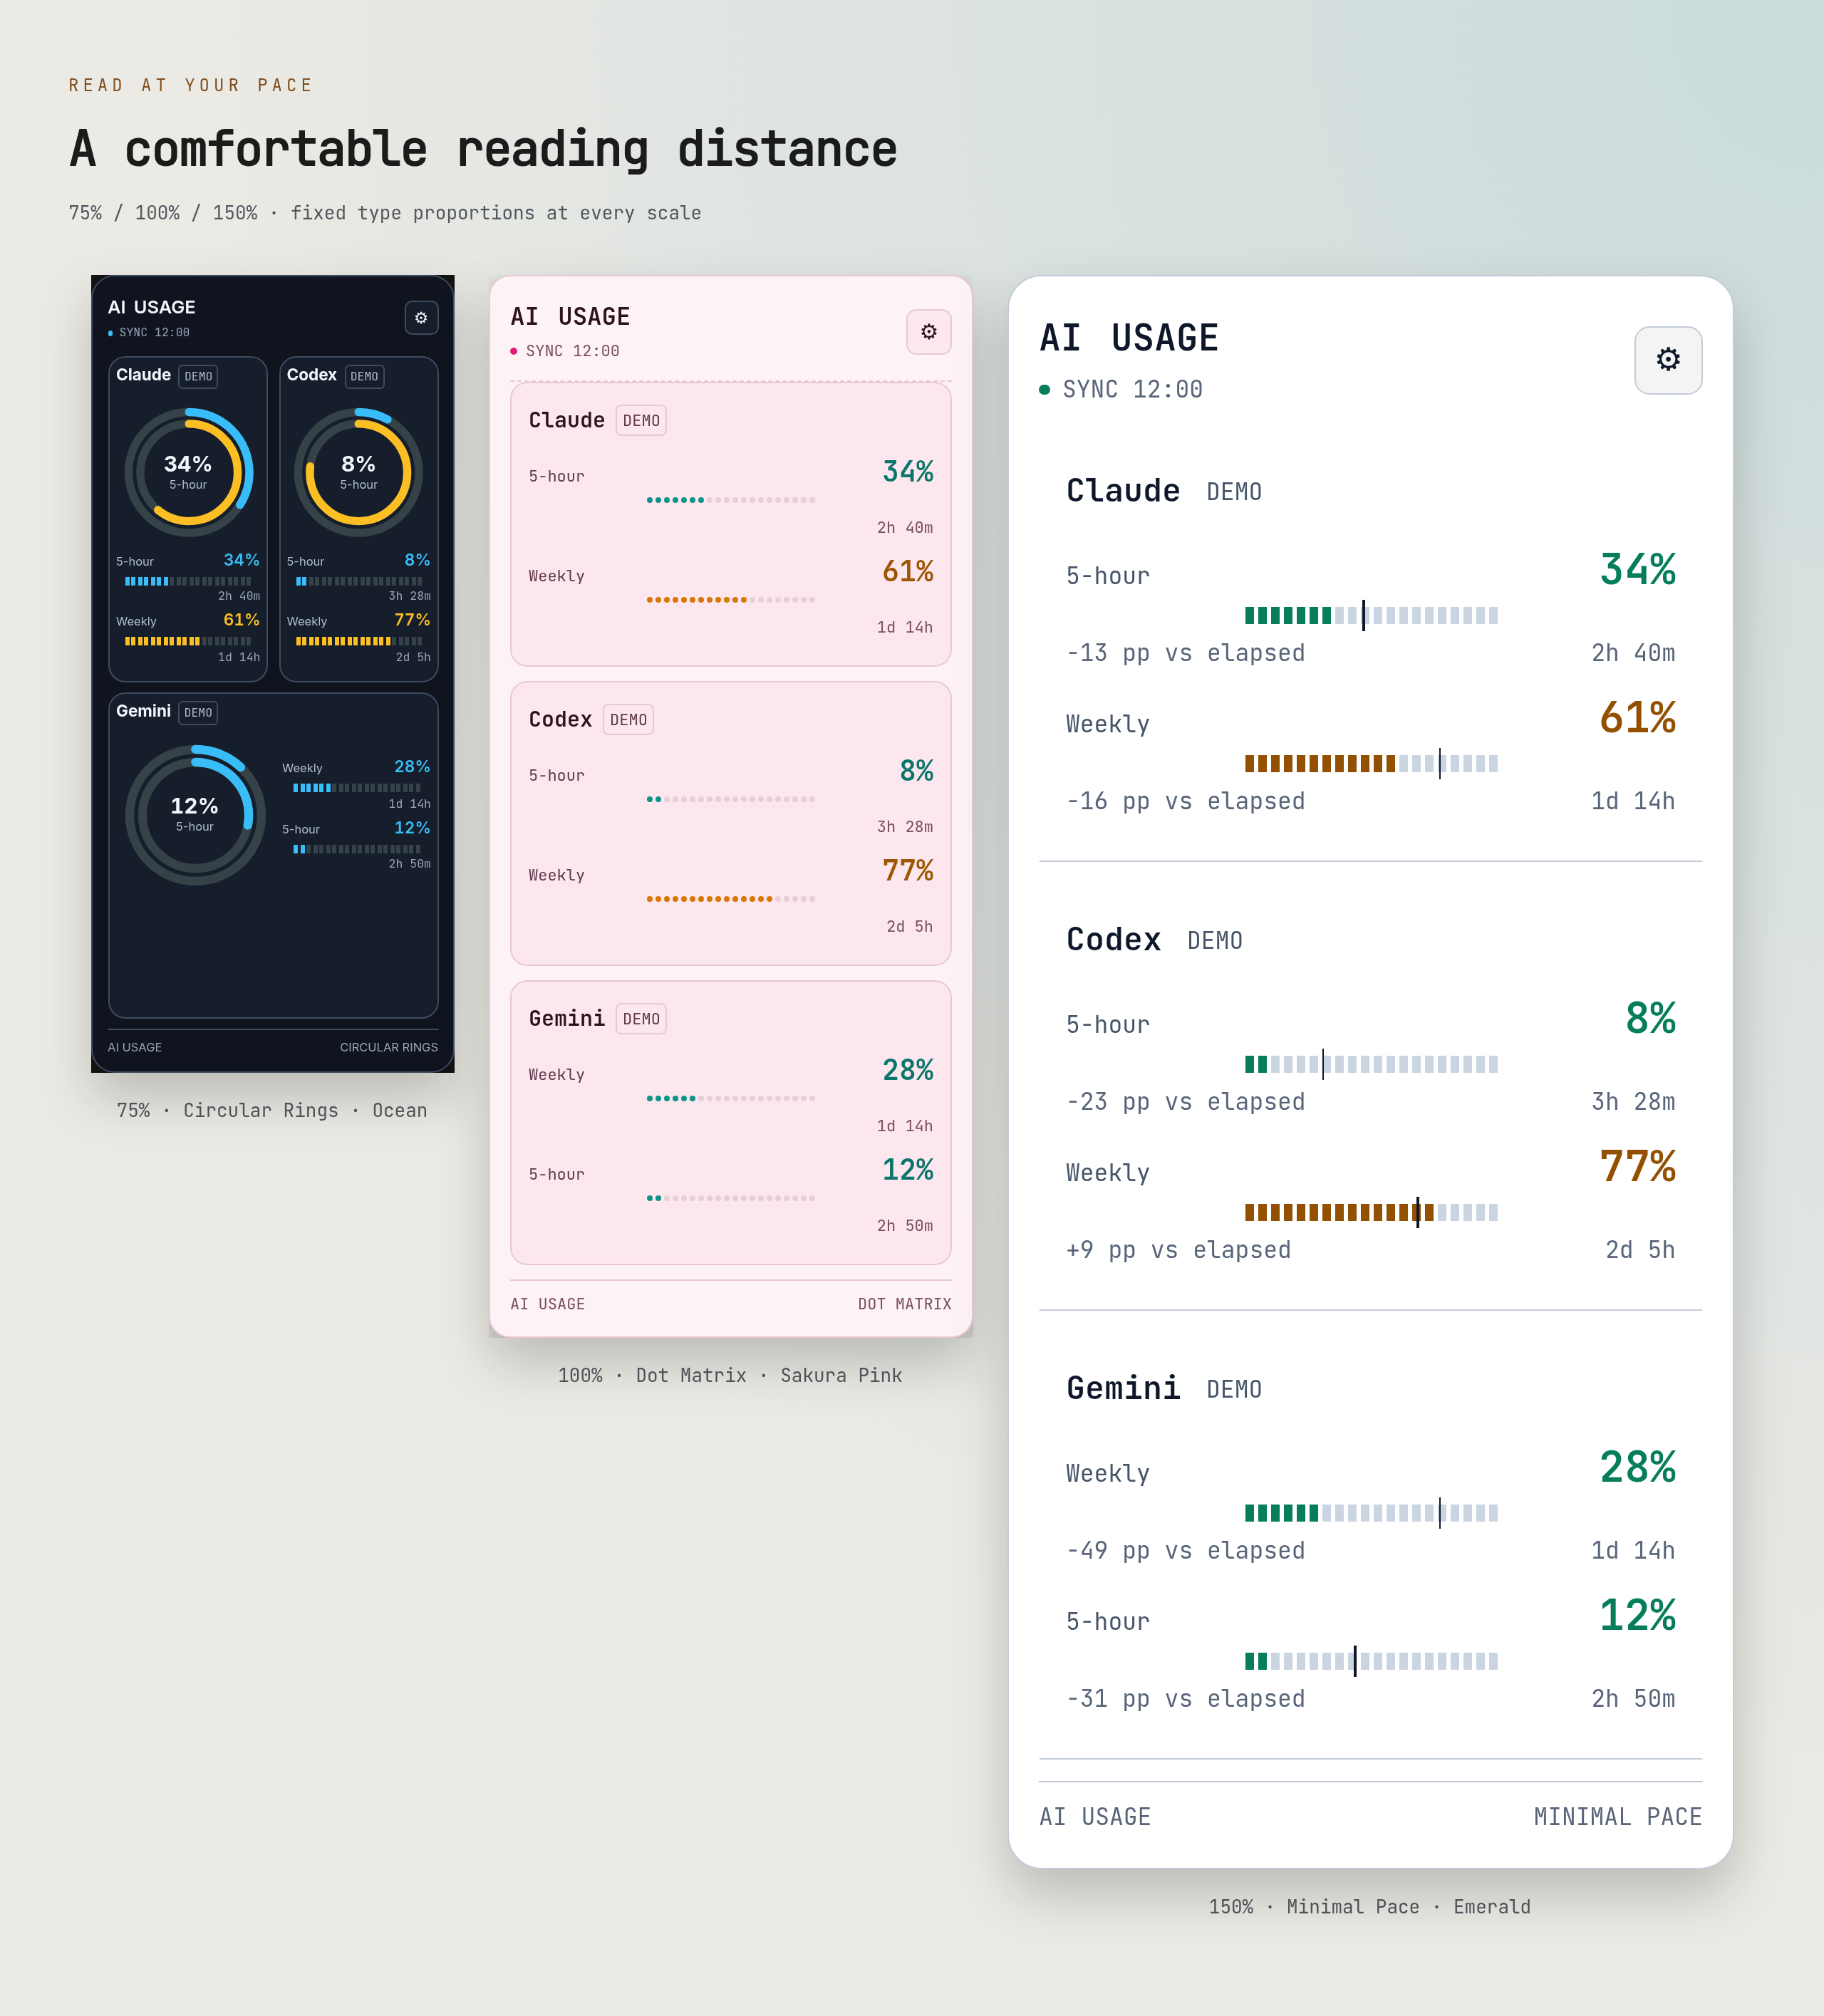 READ AT YOUR PACE
A comfortable reading distance
75% / 100% / 150% · fixed type proportions at every scale
AI USAGE
SYNC 12:00
Claude DEMO
34%
5-hour
5-hour 34%
2h 40m
Weekly 61%
1d 14h
Codex DEMO
8%
5-hour
5-hour 8%
3h 28m
Weekly 77%
2d 5h
Gemini DEMO
12%
5-hour
Weekly 28%
1d 14h
5-hour 12%
2h 50m
AI USAGE CIRCULAR RINGS
75% · Circular Rings · Ocean
AI USAGE
SYNC 12:00
Claude DEMO
5-hour 34%
2h 40m
Weekly 61%
1d 14h
Codex DEMO
5-hour 8%
3h 28m
Weekly 77%
2d 5h
Gemini DEMO
Weekly 28%
1d 14h
5-hour 12%
2h 50m
AI USAGE DOT MATRIX
100% · Dot Matrix · Sakura Pink
AI USAGE
SYNC 12:00
Claude DEMO
5-hour 34%
-13 pp vs elapsed 2h 40m
Weekly 61%
-16 pp vs elapsed 1d 14h
Codex DEMO
5-hour 8%
-23 pp vs elapsed 3h 28m
Weekly 77%
+9 pp vs elapsed 2d 5h
Gemini DEMO
Weekly 28%
-49 pp vs elapsed 1d 14h
5-hour 12%
-31 pp vs elapsed 2h 50m
AI USAGE MINIMAL PACE
150% · Minimal Pace · Emerald